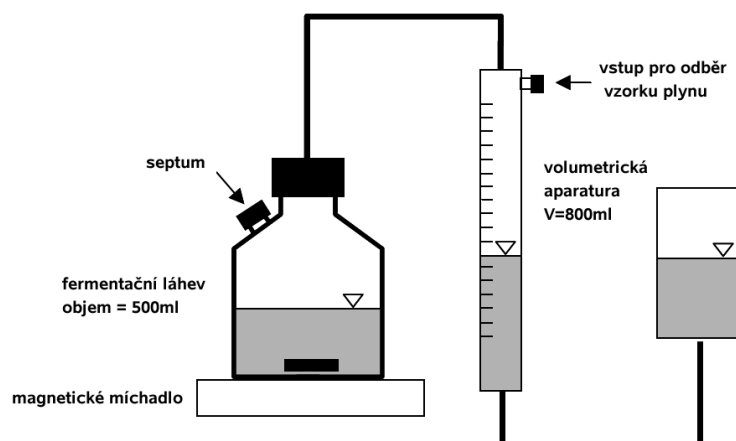 vstup pro odběr
vzorku plynu
septum
volumetrická
aparatura
V=800ml
fermentační láhev
objem = 500ml
magnetické míchadlo